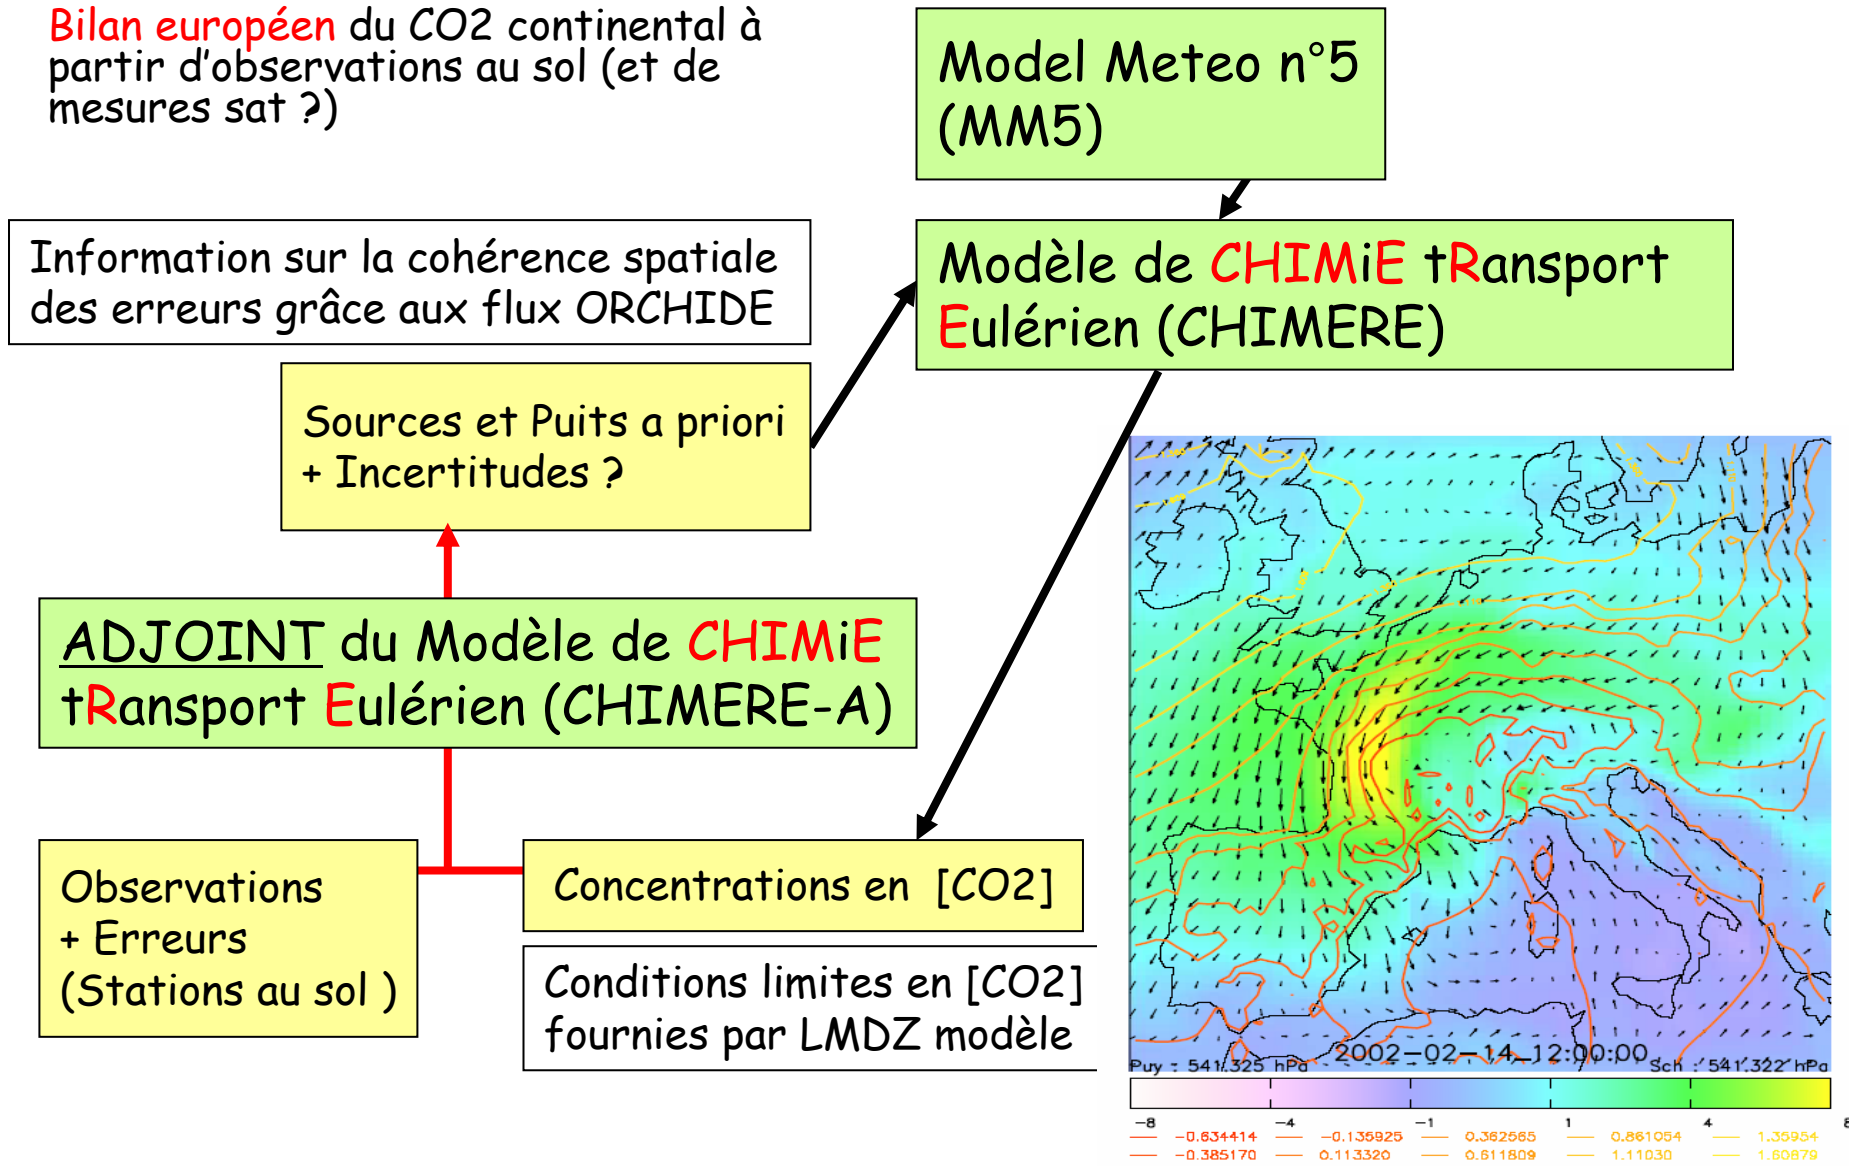 Bilan européen du CO2 continental à
partir d'observations au sol (et de
mesures sat ?)
Model Meteo n°5
(MM5)
Information sur la cohérence spatiale
des erreurs grâce aux flux ORCHIDE
Modèle de CHIMiE tRansport
Eulérien (CHIMERE)
Sources et Puits a priori
+ Incertitudes ?
ADJOINT du Modèle de CHIMiE
tRansport Eulérien (CHIMERE-A)
Observations
+ Erreurs
(Stations au sol )
Concentrations en [CO2]
Conditions limites en [CO2]
fournies par LMDZ modèle
2002-02-14_12:00:00
Puy : 541.325 hPa
Sch : 541.322 hPa
-8 -4 -1 1 4 8
-0.634414 -0.135925 0.362565 0.861054 1.35954
-0.385170 0.113320 0.611809 1.11030 1.60879